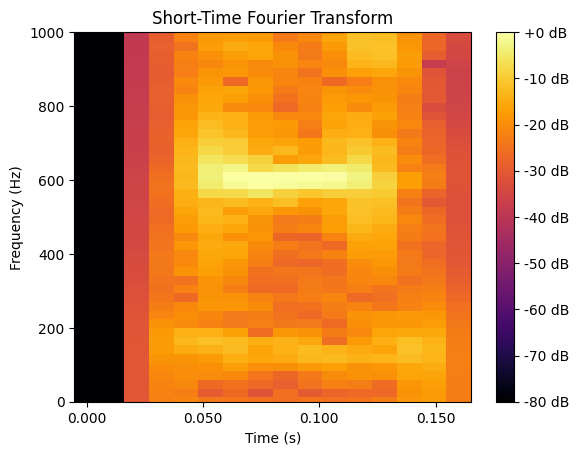 Short-Time Fourier Transform
1000
800
600
400
200
0
Frequency (Hz)
0.000
0.050
0.100
0.150
Time (s)
+0 dB
-10 dB
-20 dB
-30 dB
-40 dB
-50 dB
-60 dB
-70 dB
-80 dB